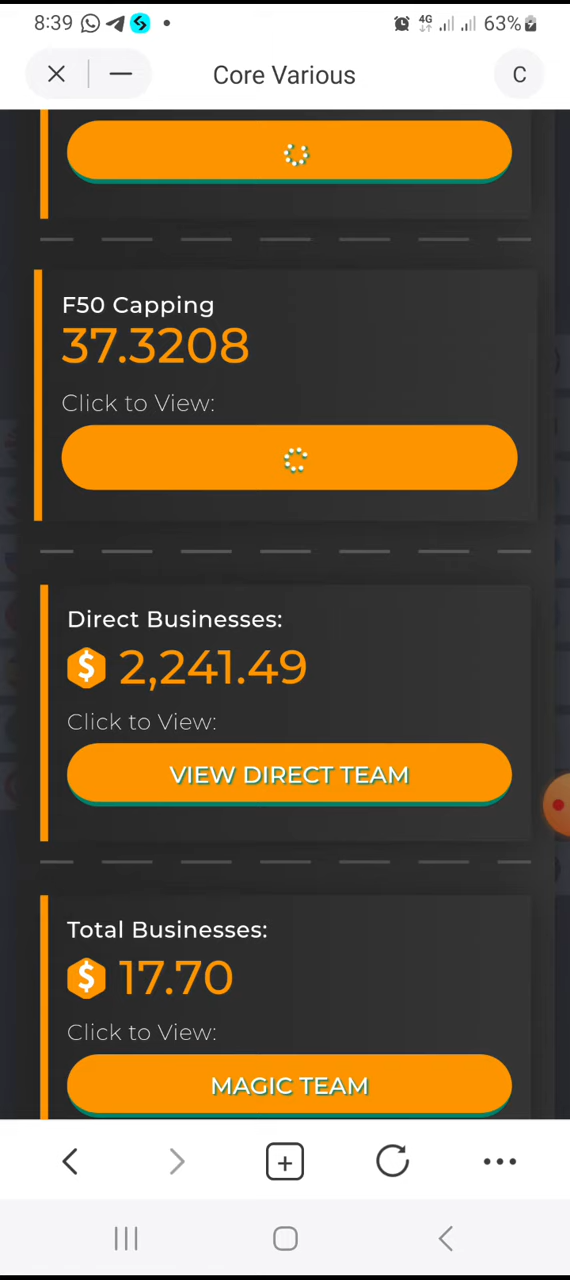 8:39
4G
63%
Core Various
C
F50 Capping
37.3208
Click to View:
Direct Businesses:
$ 2,241.49
Click to View:
VIEW DIRECT TEAM
Total Businesses:
$ 17.70
Click to View:
MAGIC TEAM